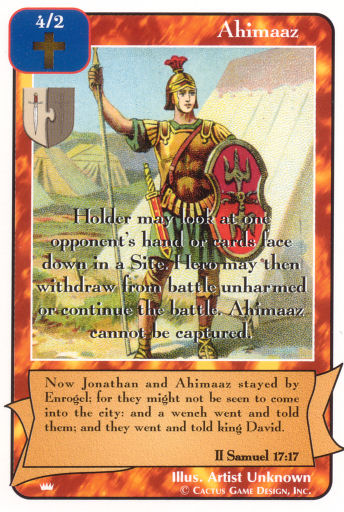 4/2
Ahimaaz
Holder may look at one
opponent's hand or cards face
down in a Site. Hero may then
withdraw from battle unharmed
or continue the battle. Ahimaaz
cannot be captured.
Now Jonathan and Ahimaaz stayed by
Enrogel; for they might not be seen to come
into the city: and a wench went and told
them; and they went and told king David.
II Samuel 17:17
Illus. Artist Unknown
© Cactus Game Design, Inc.